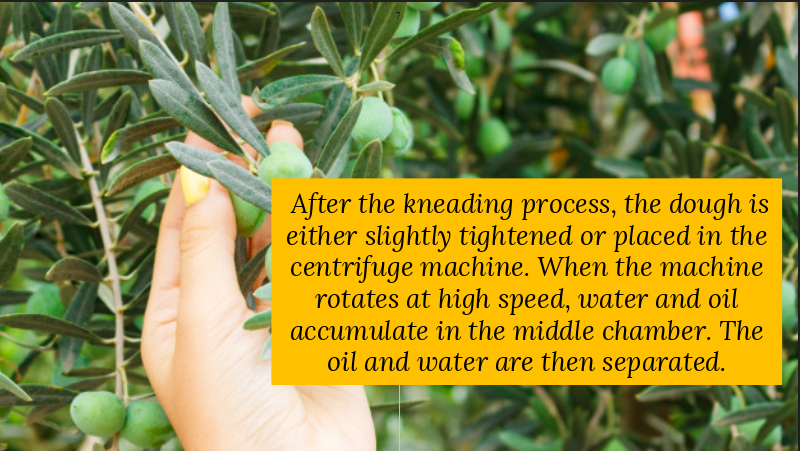 7
After the kneading process, the dough is
either slightly tightened or placed in the
centrifuge machine. When the machine
rotates at high speed, water and oil
accumulate in the middle chamber. The
oil and water are then separated.